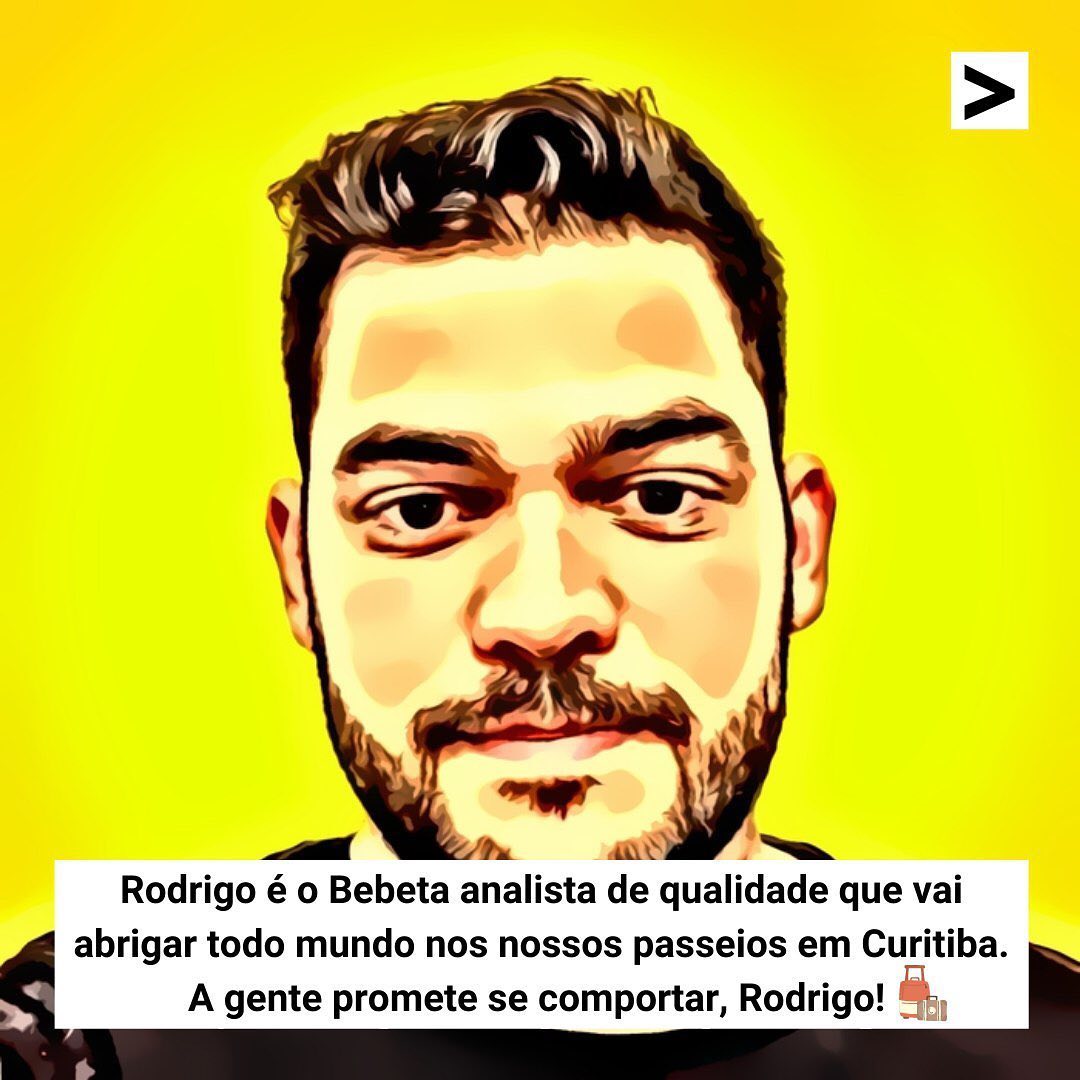 >
Rodrigo é o Bebeta analista de qualidade que vai
abrigar todo mundo nos nossos passeios em Curitiba.
A gente promete se comportar, Rodrigo!